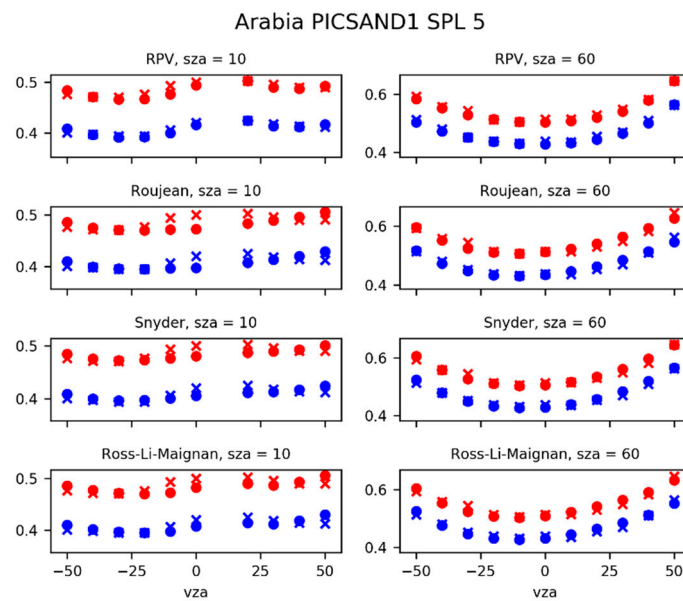 Arabia PICSAND1 SPL 5
RPV, sza = 10
RPV, sza = 60
0.5
0.4
0.6
0.4
Roujean, sza = 10
Roujean, sza = 60
0.5
0.4
0.6
0.4
Snyder, sza = 10
Snyder, sza = 60
0.5
0.4
0.6
0.4
Ross-Li-Maignan, sza = 10
Ross-Li-Maignan, sza = 60
0.5
0.4
0.6
0.4
−50 −25 0 25 50
−50 −25 0 25 50
vza
vza